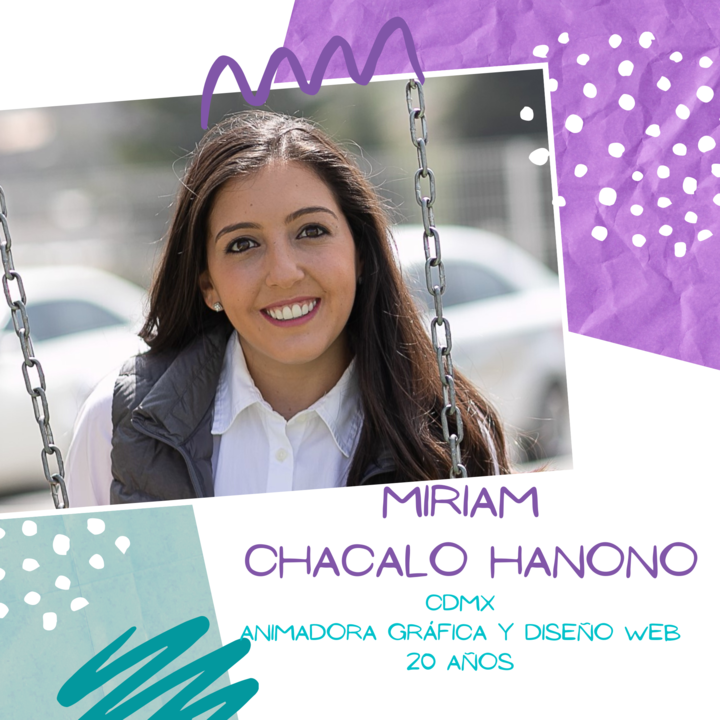 MIRIAM
CHACALO HANONO
CDMX
ANIMADORA GRÁFICA Y DISEÑO WEB
20 AÑOS